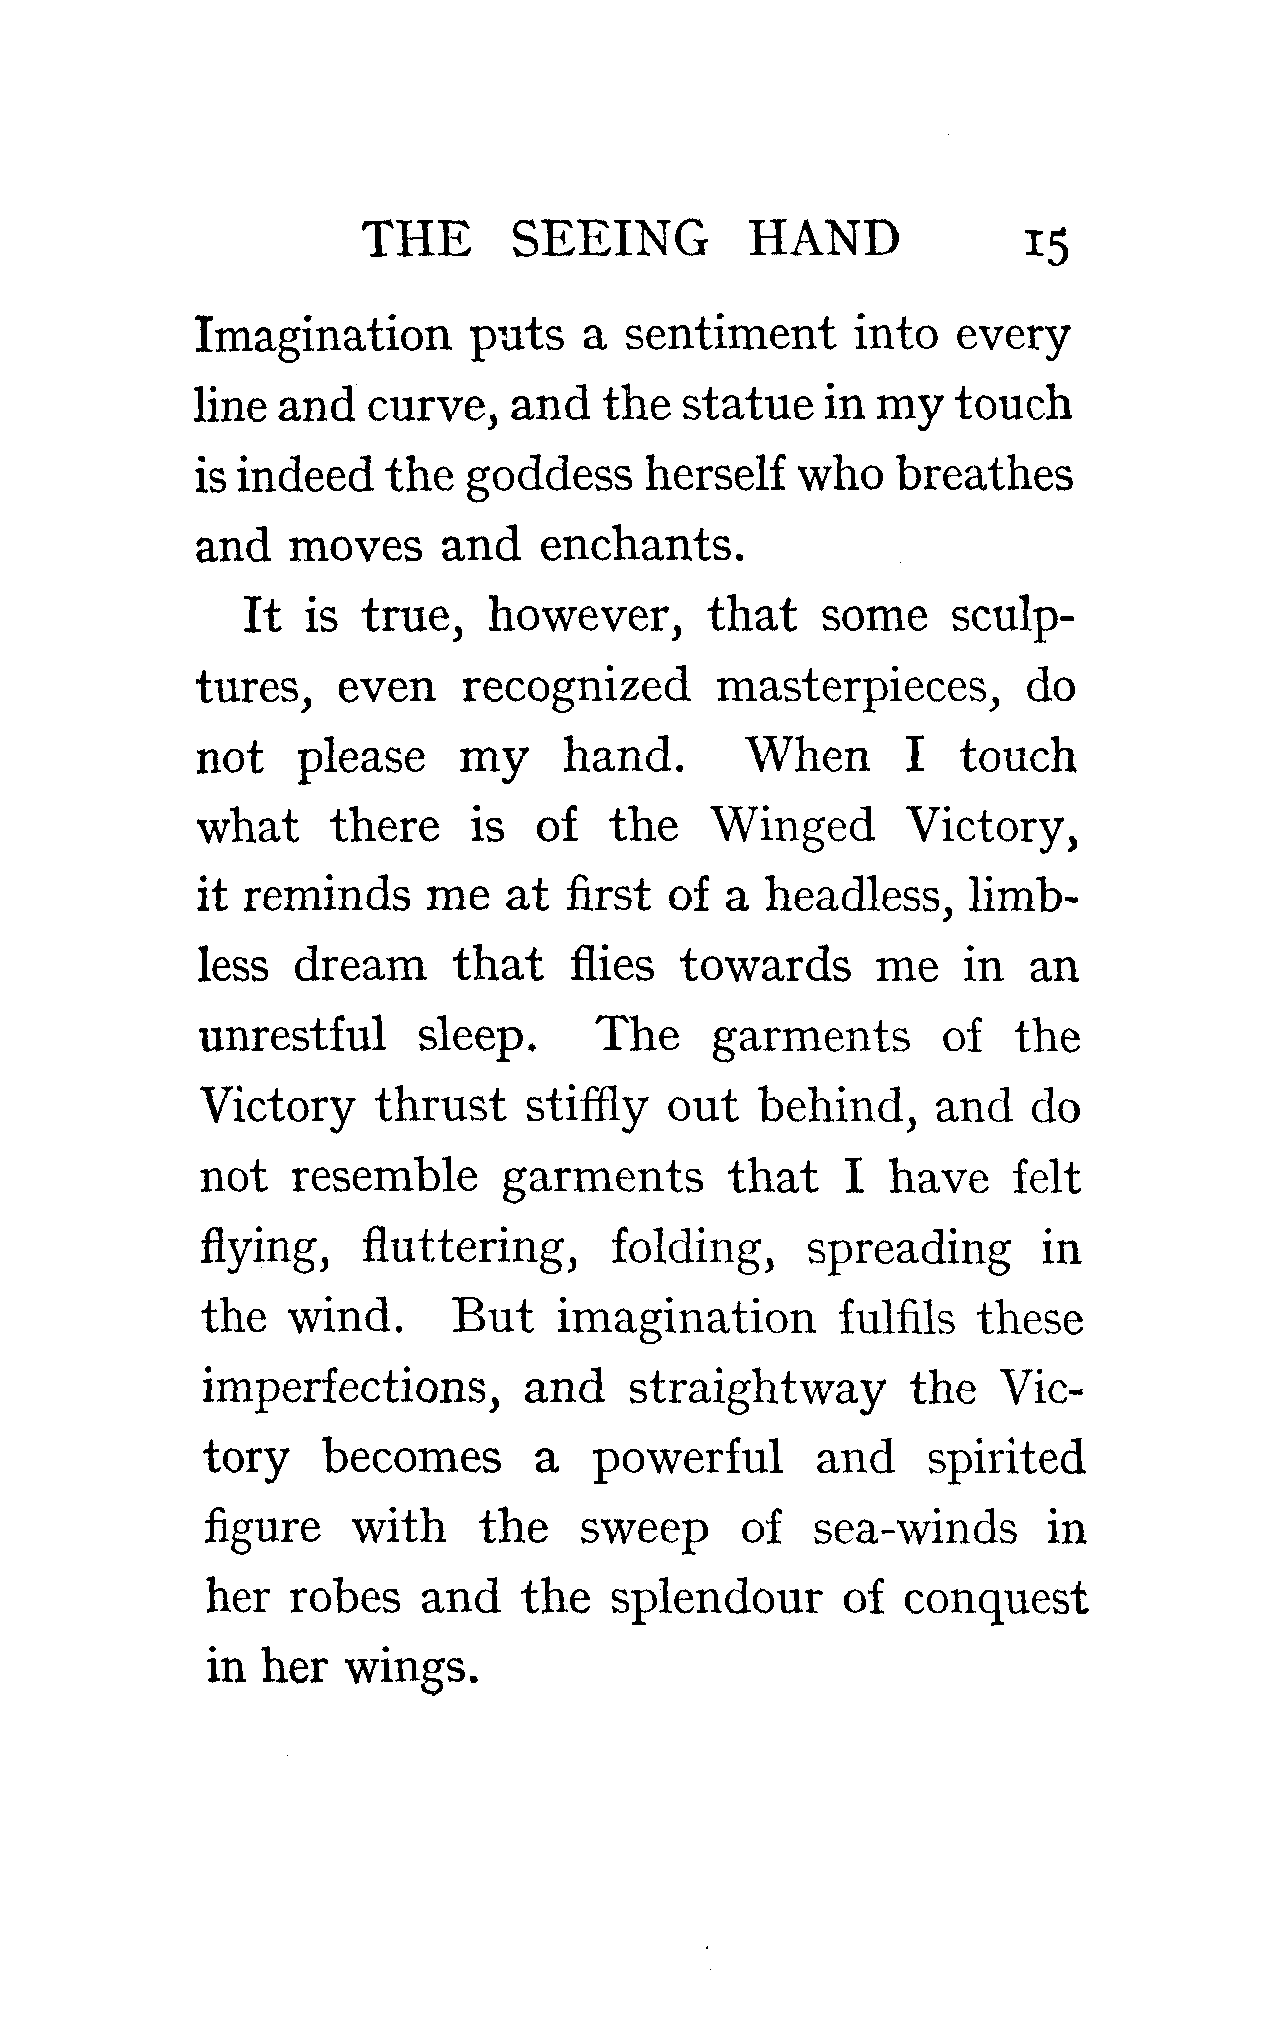 THE SEEING HAND 15
Imagination puts a sentiment into every
line and curve, and the statue in my touch
is indeed the goddess herself who breathes
and moves and enchants.
It is true, however, that some sculp-
tures, even recognized masterpieces, do
not please my hand. When I touch
what there is of the Winged Victory,
it reminds me at first of a headless, limb-
less dream that flies towards me in an
unrestful sleep. The garments of the
Victory thrust stiffly out behind, and do
not resemble garments that I have felt
flying, fluttering, folding, spreading in
the wind. But imagination fulfils these
imperfections, and straightway the Vic-
tory becomes a powerful and spirited
figure with the sweep of sea-winds in
her robes and the splendour of conquest
in her wings.